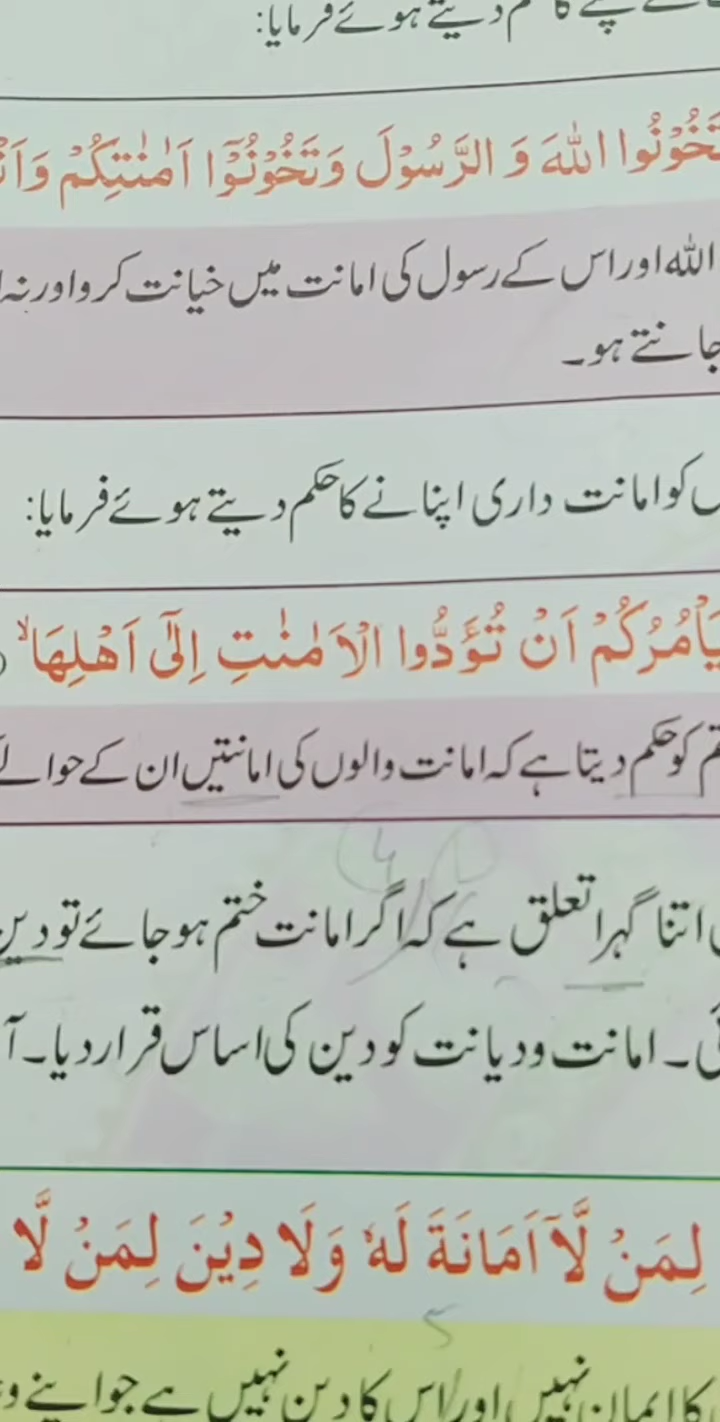 دیتے ہوئے فرمایا:
تَخُوْنُوا اللّٰهَ وَ الرَّسُوْلَ وَتَخُوْنُوْۤا اَمٰنٰتِكُمْ
اللہ اور اس کے رسول کی امانت میں خیانت کرو اور نہ
جانتے ہو۔
کو امانت داری اپنانے کا حکم دیتے ہوئے فرمایا:
يَاْمُرُكُمْ اَنْ تُؤَدُّوا الْاَمٰنٰتِ اِلٰۤى اَهْلِهَا ۙ
تم کو حکم دیتا ہے کہ امانت والوں کی امانتیں ان کے حوالے
اتنا گہرا تعلق ہے کہ اگر امانت ختم ہو جائے تو دین
۔ امانت و دیانت کو دین کی اساس قرار دیا۔
لِمَنْ لَّاۤ اَمَانَةَ لَهٗ وَلَا دِيْنَ لِمَنْ لَّا
کا ایمان نہیں اور اس کا دین نہیں ہے جو اپنے